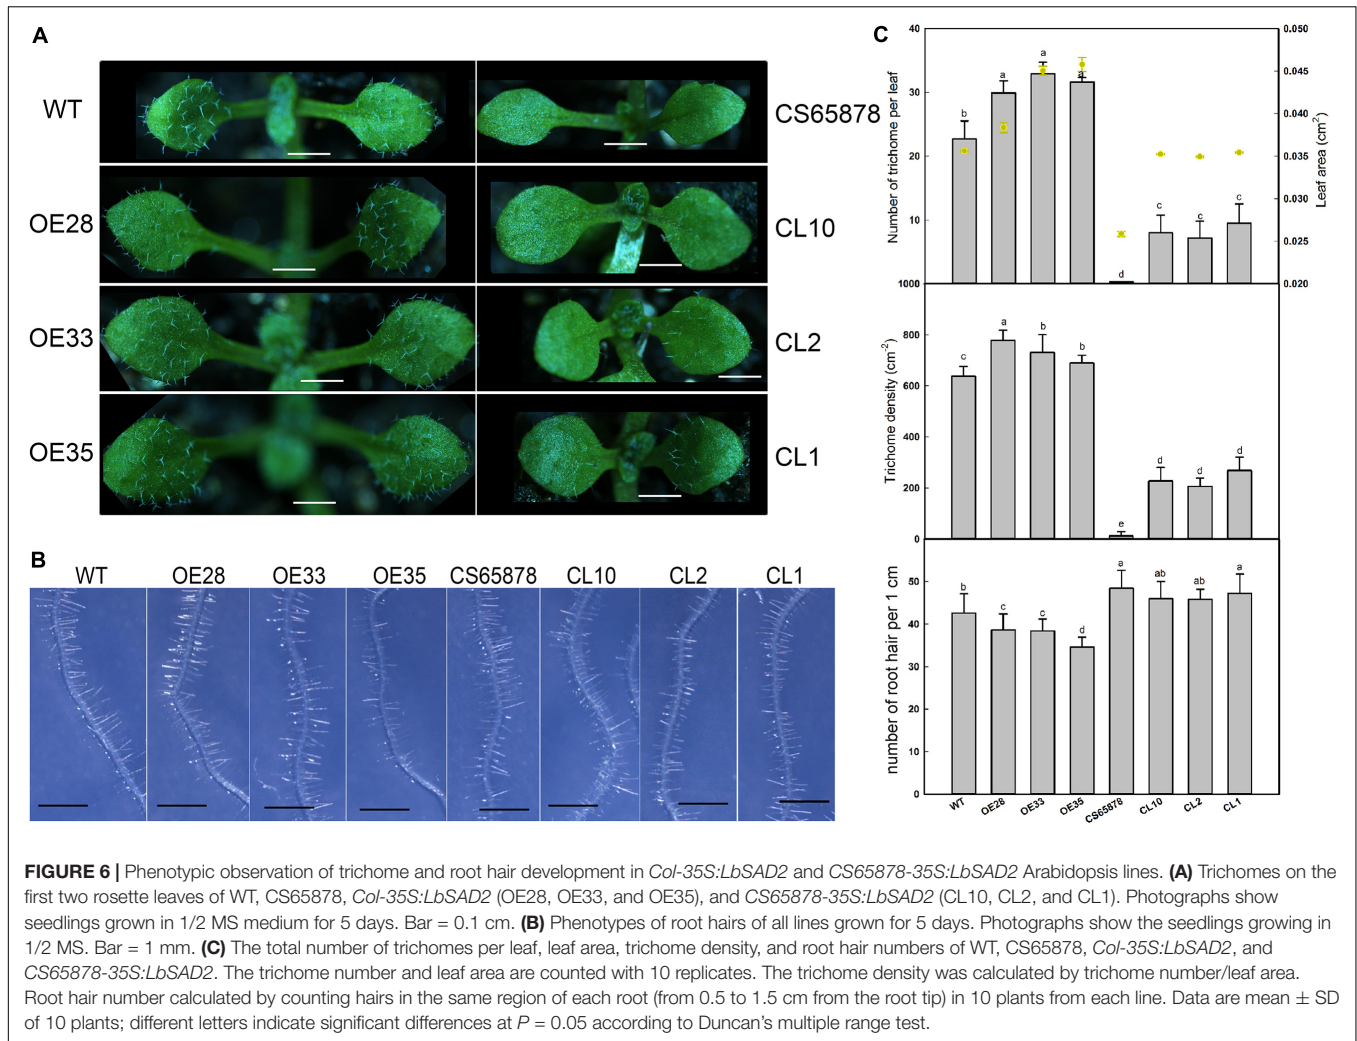 A
WT
CS65878
OE28
CL10
OE33
CL2
OE35
CL1
B
WT OE28 OE33 OE35 CS65878 CL10 CL2 CL1
C
Number of trichome per leaf
40
30
20
10
Leaf area (cm2)
0.050
0.045
0.040
0.035
0.030
0.025
0.020
b a a a d c c c
Trichome density (cm-2)
1000
800
600
400
200
0
c a b b e d d d
number of root hair per 1 cm
50
40
30
20
10
0
b c c d a ab ab a
WT OE28 OE33 OE35 CS65878 CL10 CL2 CL1
FIGURE 6 | Phenotypic observation of trichome and root hair development in Col-35S:LbSAD2 and CS65878-35S:LbSAD2 Arabidopsis lines. (A) Trichomes on the
first two rosette leaves of WT, CS65878, Col-35S:LbSAD2 (OE28, OE33, and OE35), and CS65878-35S:LbSAD2 (CL10, CL2, and CL1). Photographs show
seedlings grown in 1/2 MS medium for 5 days. Bar = 0.1 cm. (B) Phenotypes of root hairs of all lines grown for 5 days. Photographs show the seedlings growing in
1/2 MS. Bar = 1 mm. (C) The total number of trichomes per leaf, leaf area, trichome density, and root hair numbers of WT, CS65878, Col-35S:LbSAD2, and
CS65878-35S:LbSAD2. The trichome number and leaf area are counted with 10 replicates. The trichome density was calculated by trichome number/leaf area.
Root hair number calculated by counting hairs in the same region of each root (from 0.5 to 1.5 cm from the root tip) in 10 plants from each line. Data are mean ± SD
of 10 plants; different letters indicate significant differences at P = 0.05 according to Duncan's multiple range test.